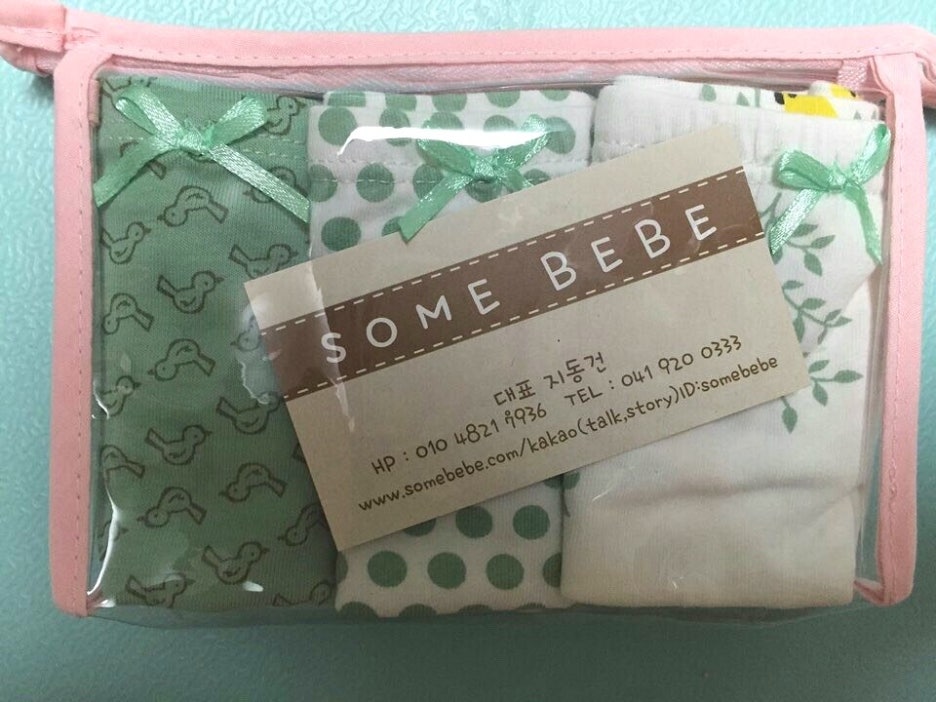 SOME BEBE
대표 지동건
HP : 010 4821 7936 TEL : 041 920 0333
www.somebebe.com/kakao(talk,story)ID:somebebe